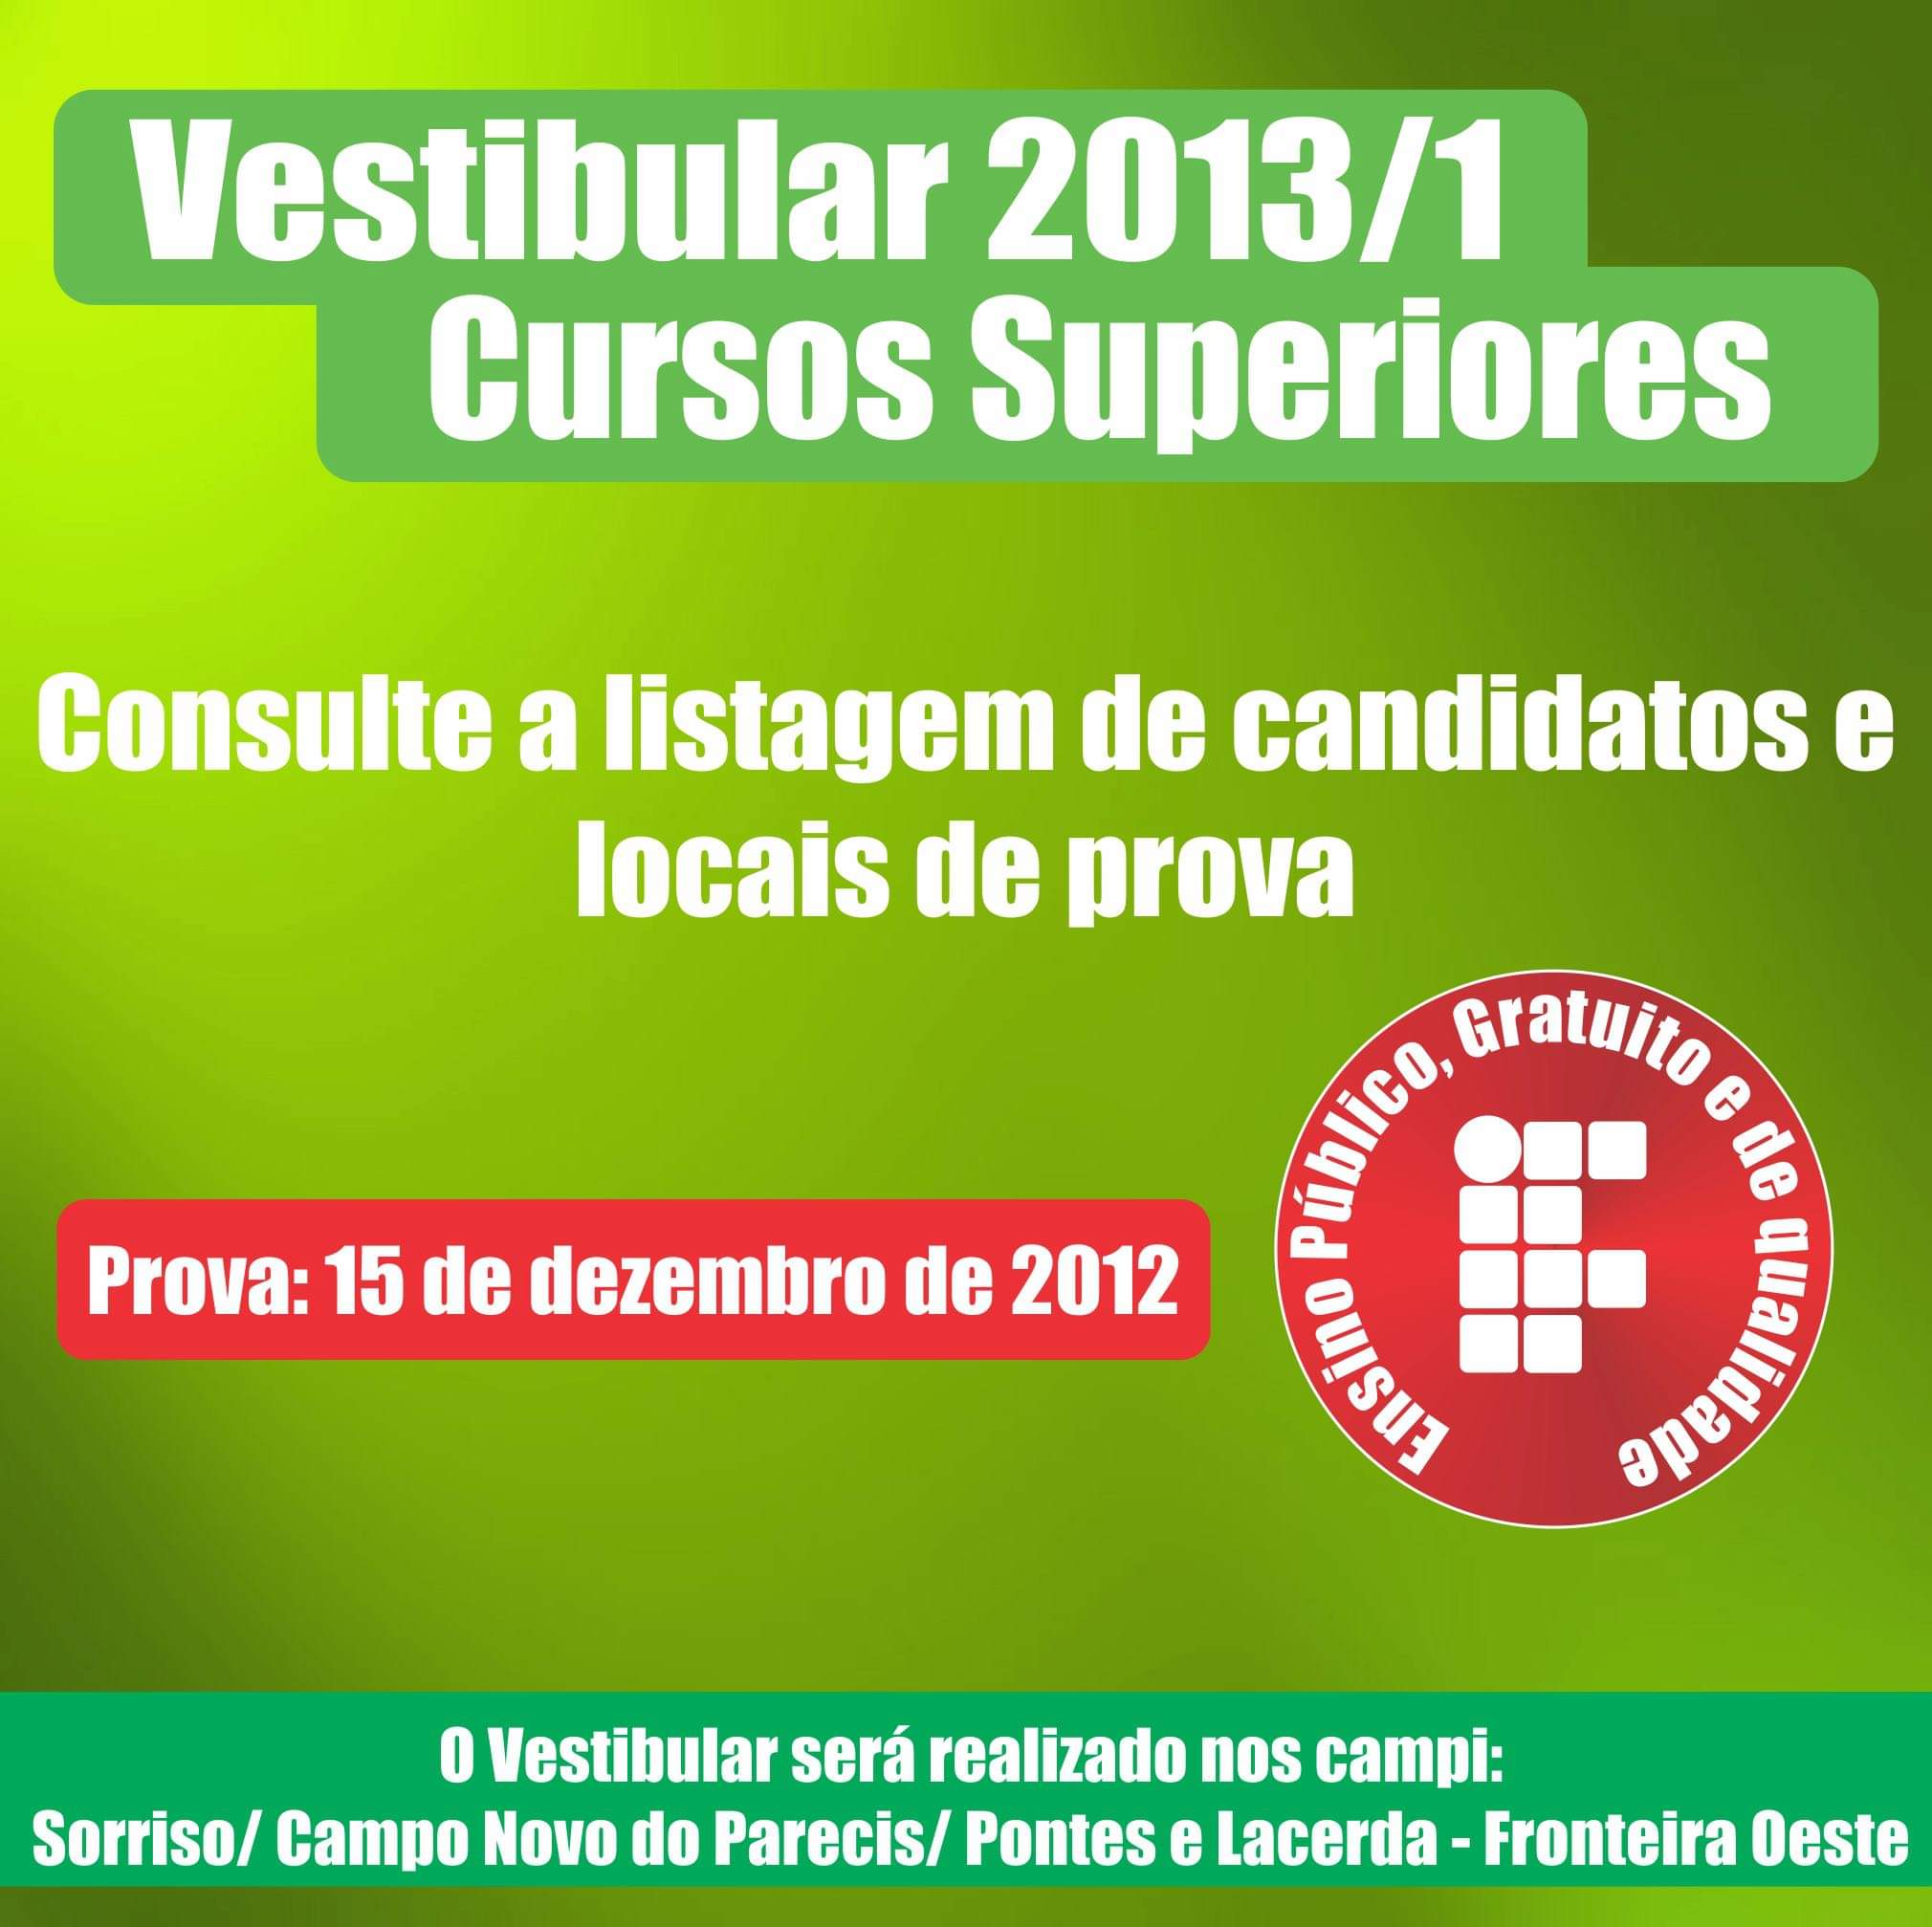 Vestibular 2013/1
Cursos Superiores
Consulte a listagem de candidatos e
locais de prova
Ensino Público, Gratuito e de qualidade
Prova: 15 de dezembro de 2012
O Vestibular será realizado nos campi:
Sorriso/ Campo Novo do Parecis/ Pontes e Lacerda - Fronteira Oeste